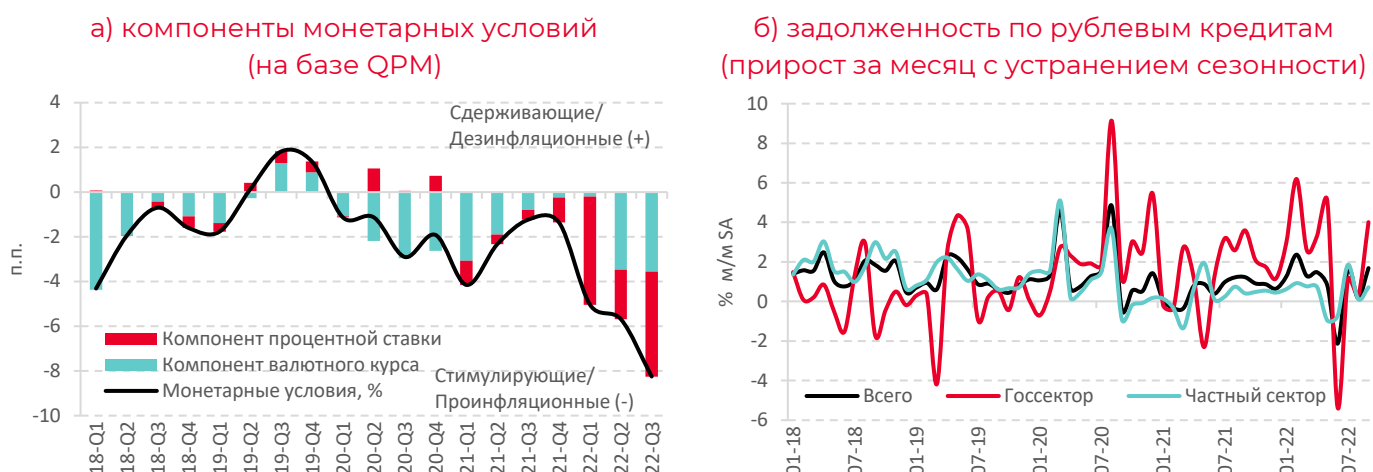 а) компоненты монетарных условий
(на базе QPM)
4
2
0
-2
-4
-6
-8
-10
п.п.
Сдерживающие/
Дезинфляционные (+)
Компонент процентной ставки
Компонент валютного курса
Монетарные условия, %
Стимулирующие/
Проинфляционные (-)
18-Q1
18-Q2
18-Q3
18-Q4
19-Q1
19-Q2
19-Q3
19-Q4
20-Q1
20-Q2
20-Q3
20-Q4
21-Q1
21-Q2
21-Q3
21-Q4
22-Q1
22-Q2
22-Q3
б) задолженность по рублевым кредитам
(прирост за месяц с устранением сезонности)
10
8
6
4
2
0
-2
-4
-6
% м/м SA
Всего
Госсектор
Частный сектор
01-18
07-18
01-19
07-19
01-20
07-20
01-21
07-21
01-22
07-22